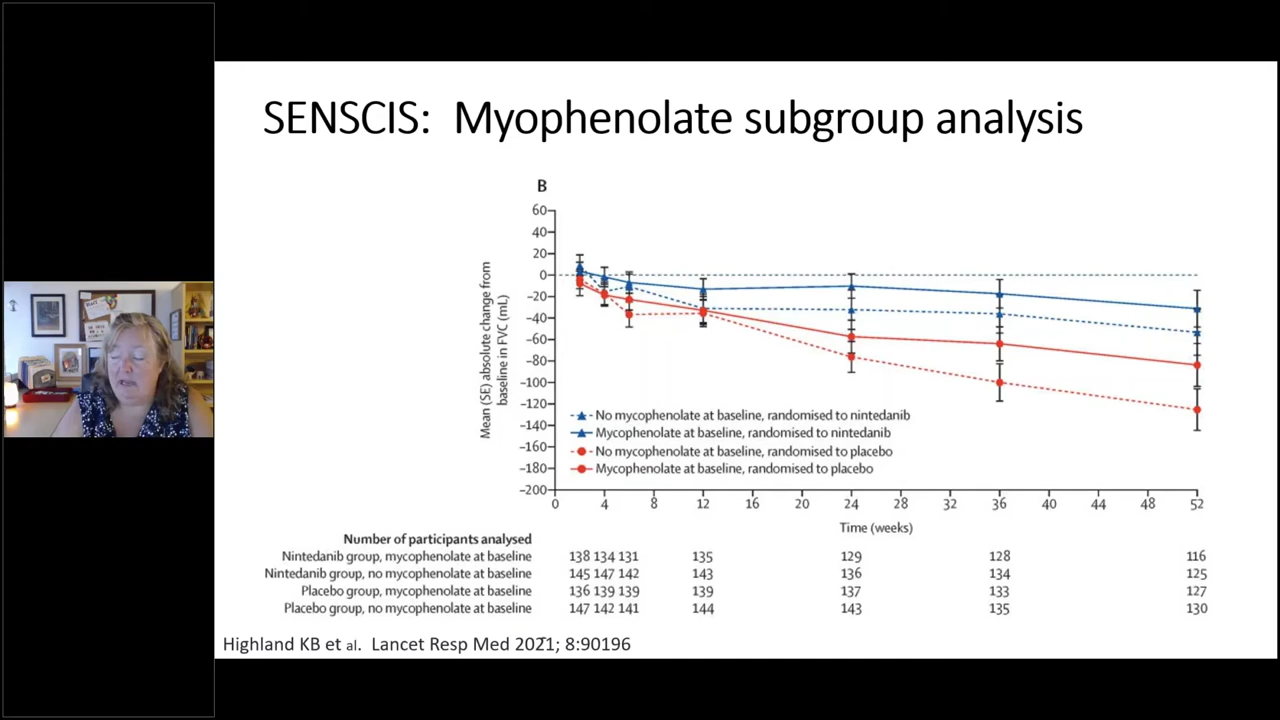 SENSCIS: Myophenolate subgroup analysis
B
Mean (SE) absolute change from
baseline in FVC (mL)
60
40
20
0
−20
−40
−60
−80
−100
−120
−140
−160
−180
−200
No mycophenolate at baseline, randomised to nintedanib
Mycophenolate at baseline, randomised to nintedanib
No mycophenolate at baseline, randomised to placebo
Mycophenolate at baseline, randomised to placebo
0 4 8 12 16 20 24 28 32 36 40 44 48 52
Time (weeks)
Number of participants analysed
Nintedanib group, mycophenolate at baseline 138 134 131 135 129 128 116
Nintedanib group, no mycophenolate at baseline 145 147 142 143 136 134 125
Placebo group, mycophenolate at baseline 136 139 139 139 137 133 127
Placebo group, no mycophenolate at baseline 147 142 141 144 143 135 130
Highland KB et al. Lancet Resp Med 2021; 8:90196